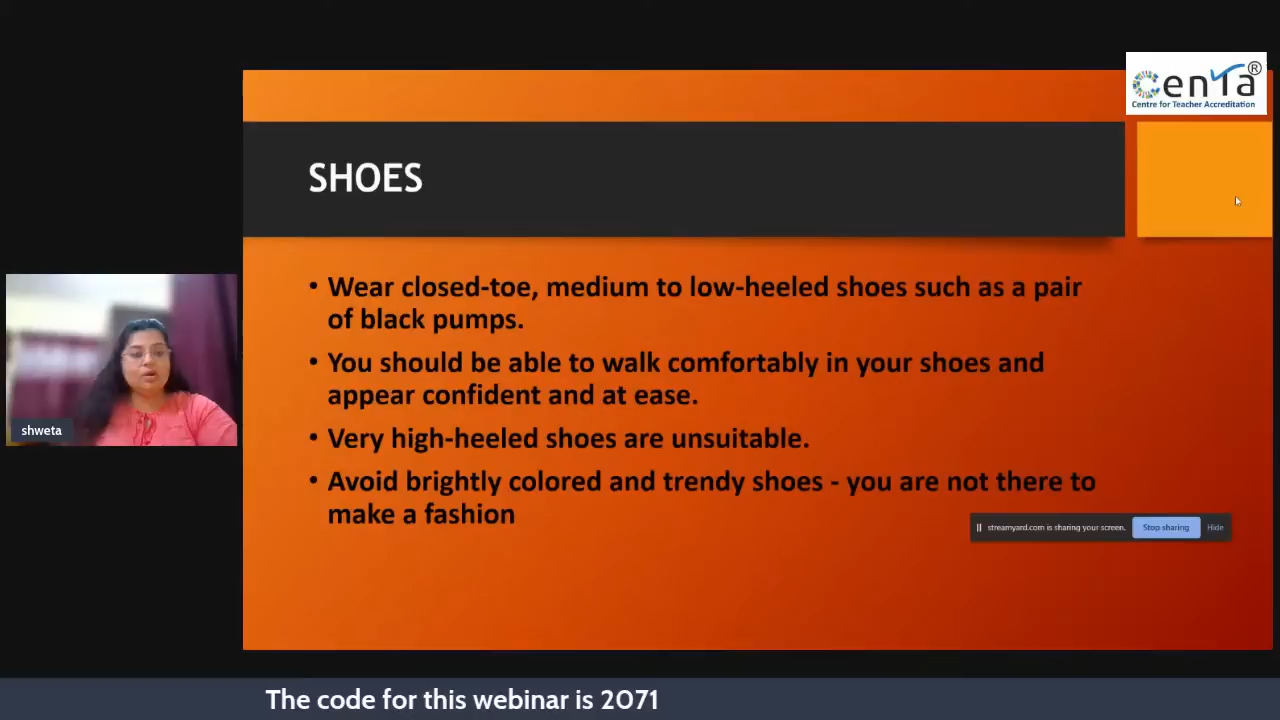 CENTA®
Centre for Teacher Accreditation
SHOES
• Wear closed-toe, medium to low-heeled shoes such as a pair
of black pumps.
• You should be able to walk comfortably in your shoes and
appear confident and at ease.
• Very high-heeled shoes are unsuitable.
• Avoid brightly colored and trendy shoes - you are not there to
make a fashion
streamyard.com is sharing your screen. Stop sharing Hide
shweta
The code for this webinar is 2071